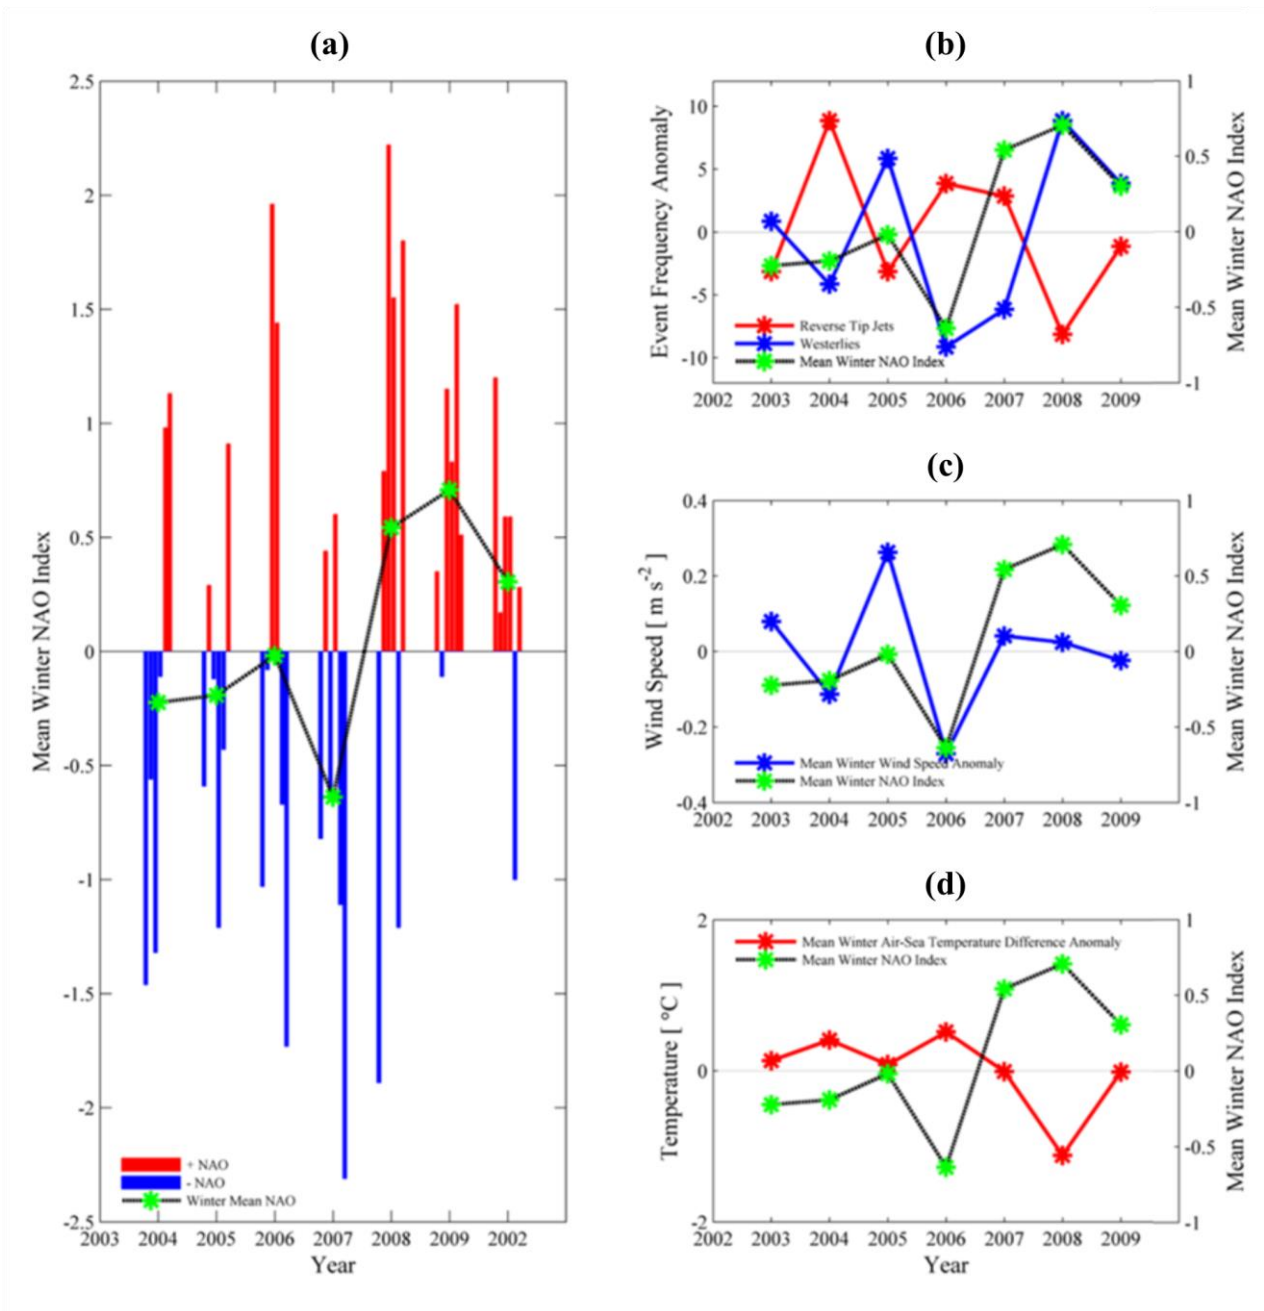 (a)
2.5
2
1.5
1
0.5
0
-0.5
-1
-1.5
-2
-2.5
Mean Winter NAO Index
+ NAO
- NAO
Winter Mean NAO
2003 2004 2005 2006 2007 2008 2009 2002
Year
(b)
10
5
0
-5
-10
Event Frequency Anomaly
1
0.5
0
-0.5
-1
Mean Winter NAO Index
Reverse Tip Jets
Westerlies
Mean Winter NAO Index
2002 2003 2004 2005 2006 2007 2008 2009
(c)
0.4
0.2
0
-0.2
-0.4
Wind Speed [ m s-2 ]
1
0.5
0
-0.5
-1
Mean Winter NAO Index
Mean Winter Wind Speed Anomaly
Mean Winter NAO Index
2002 2003 2004 2005 2006 2007 2008 2009
(d)
2
0
-2
Temperature [ °C ]
1
0.5
0
-0.5
-1
Mean Winter NAO Index
Mean Winter Air-Sea Temperature Difference Anomaly
Mean Winter NAO Index
2002 2003 2004 2005 2006 2007 2008 2009
Year